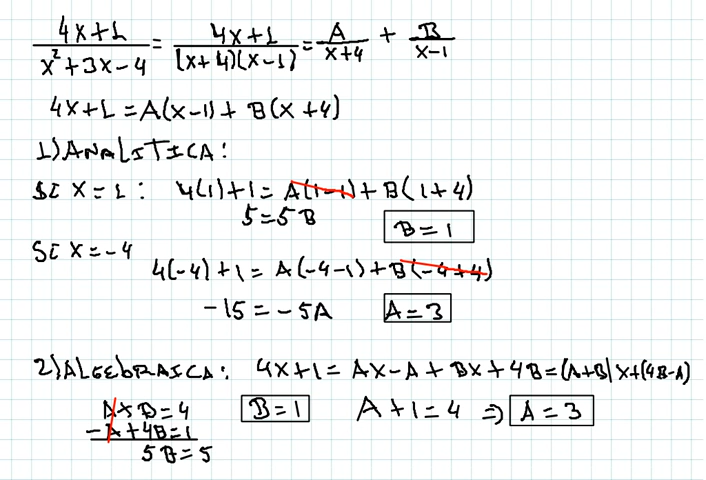 4x+1 / x²+3x-4 = 4x+1 / (x+4)(x-1) = A / x+4 + B / x-1
4x+1 = A(x-1) + B(x+4)
1) ANALITICA:
SI X=1: 4(1)+1 = A(1-1) + B(1+4)
5=5B B=1
SI X=-4
4(-4)+1 = A(-4-1) + B(-4+4)
-15 = -5A A=3
2) ALGEBRAICA: 4x+1 = Ax-A + Bx+4B = (A+B)x+(4B-A)
A+B=4 B=1 A+1=4 ⇒ A=3
-A+4B=1
5B=5